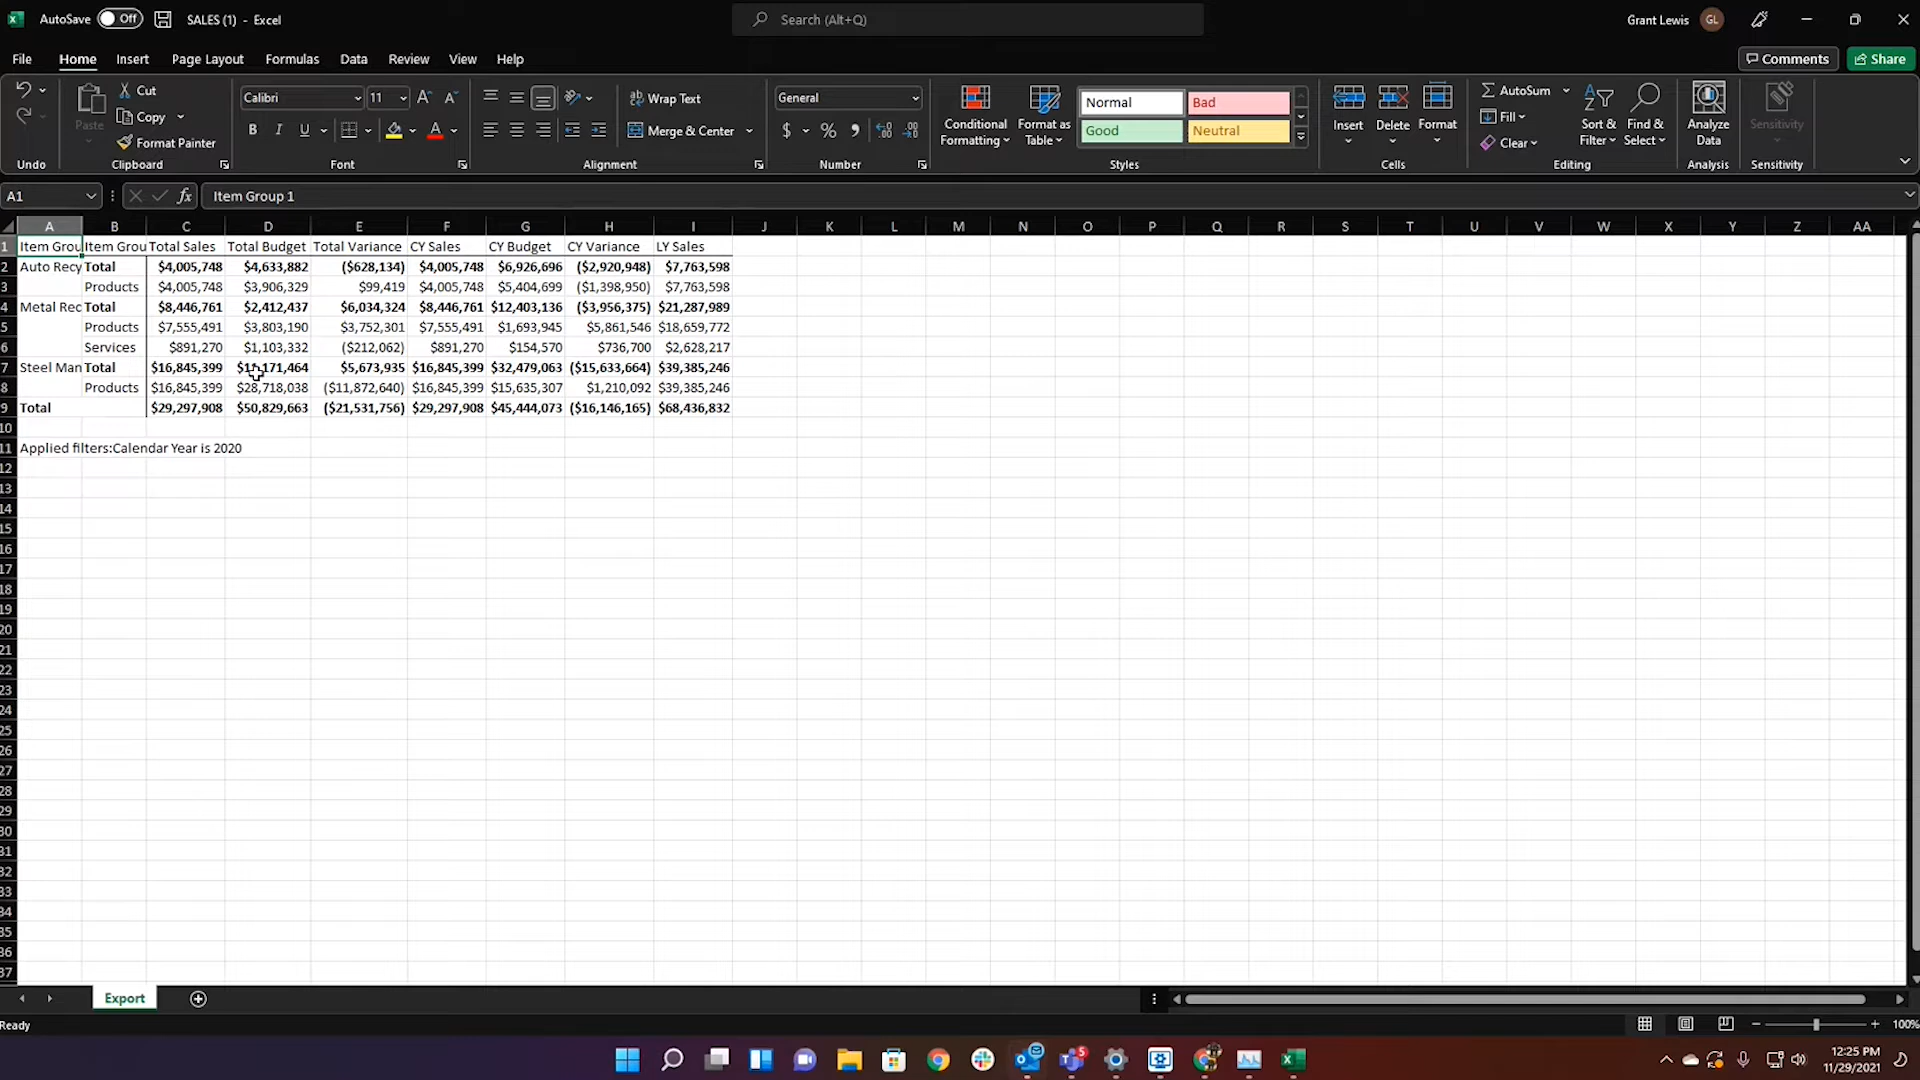 AutoSave Off SALES (1) - Excel Search (Alt+Q) Grant Lewis GL
File Home Insert Page Layout Formulas Data Review View Help Comments Share
Paste Cut Copy Format Painter
Calibri 11 B I U A
Wrap Text Merge & Center
General $ % ,
Conditional Formatting Format as Table
Normal Bad Good Neutral
Insert Delete Format
AutoSum Fill Clear Sort & Filter Find & Select
Analyze Data Sensitivity
Undo Clipboard Font Alignment Number Styles Cells Editing Analysis Sensitivity
A1 fx Item Group 1
A B C D E F G H I J K L M N O P Q R S T U V W X Y Z AA
1 Item Grou Item Grou Total Sales Total Budget Total Variance CY Sales CY Budget CY Variance LY Sales
2 Auto Recy Total $4,005,748 $4,633,882 ($628,134) $4,005,748 $6,926,696 ($2,920,948) $7,763,598
3 Products $4,005,748 $3,906,329 $99,419 $4,005,748 $5,404,699 ($1,398,950) $7,763,598
4 Metal Rec Total $8,446,761 $2,412,437 $6,034,324 $8,446,761 $12,403,136 ($3,956,375) $21,287,989
5 Products $7,555,491 $3,803,190 $3,752,301 $7,555,491 $1,693,945 $5,861,546 $18,659,772
6 Services $891,270 $1,103,332 ($212,062) $891,270 $154,570 $736,700 $2,628,217
7 Steel Man Total $16,845,399 $11,171,464 $5,673,935 $16,845,399 $32,479,063 ($15,633,664) $39,385,246
8 Products $16,845,399 $28,718,038 ($11,872,640) $16,845,399 $15,635,307 $1,210,092 $39,385,246
9 Total $29,297,908 $50,829,663 ($21,531,756) $29,297,908 $45,444,073 ($16,146,165) $68,436,832
10
11 Applied filters:Calendar Year is 2020
12
13
14
15
16
17
18
19
20
21
22
23
24
25
26
27
28
29
30
31
32
33
34
35
36
37
Export
Ready 100%
5 12:25 PM
11/29/2021